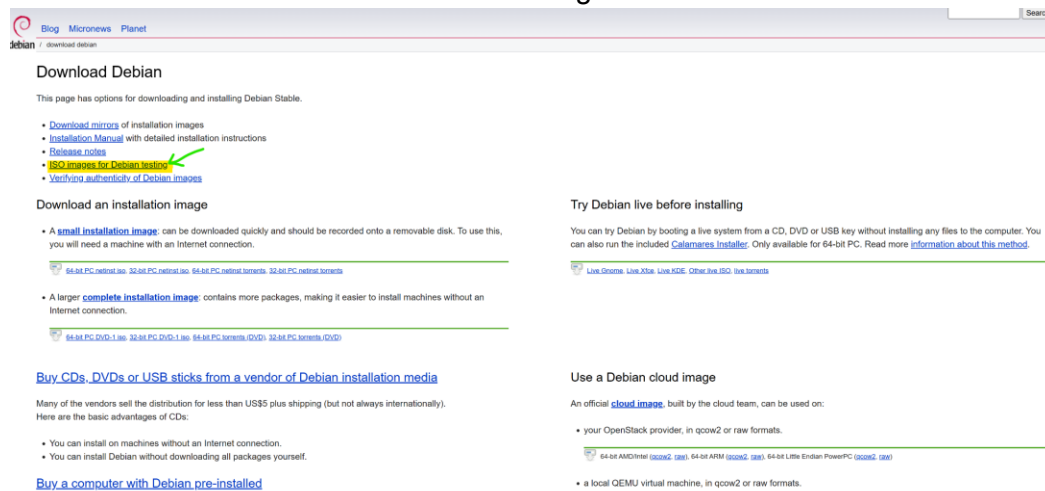 Search
Blog Micronews Planet
debian / download debian
Download Debian
This page has options for downloading and installing Debian Stable.
• Download mirrors of installation images
• Installation Manual with detailed installation instructions
• Release notes
• ISO images for Debian testing
• Verifying authenticity of Debian images
Download an installation image
• A small installation image: can be downloaded quickly and should be recorded onto a removable disk. To use this,
you will need a machine with an Internet connection.
64-bit PC netinst iso, 32-bit PC netinst iso, 64-bit PC netinst torrents, 32-bit PC netinst torrents
• A larger complete installation image: contains more packages, making it easier to install machines without an
Internet connection.
64-bit PC DVD-1 iso, 32-bit PC DVD-1 iso, 64-bit PC torrents (DVD), 32-bit PC torrents (DVD)
Buy CDs, DVDs or USB sticks from a vendor of Debian installation media
Many of the vendors sell the distribution for less than US$5 plus shipping (but not always internationally).
Here are the basic advantages of CDs:
• You can install on machines without an Internet connection.
• You can install Debian without downloading all packages yourself.
Buy a computer with Debian pre-installed
Try Debian live before installing
You can try Debian by booting a live system from a CD, DVD or USB key without installing any files to the computer. You
can also run the included Calamares Installer. Only available for 64-bit PC. Read more information about this method.
Live Gnome, Live Xfce, Live KDE, Other live ISO, live torrents
Use a Debian cloud image
An official cloud image, built by the cloud team, can be used on:
• your OpenStack provider, in qcow2 or raw formats.
64-bit AMD/Intel (qcow2, raw), 64-bit ARM (qcow2, raw), 64-bit Little Endian PowerPC (qcow2, raw)
• a local QEMU virtual machine, in qcow2 or raw formats.